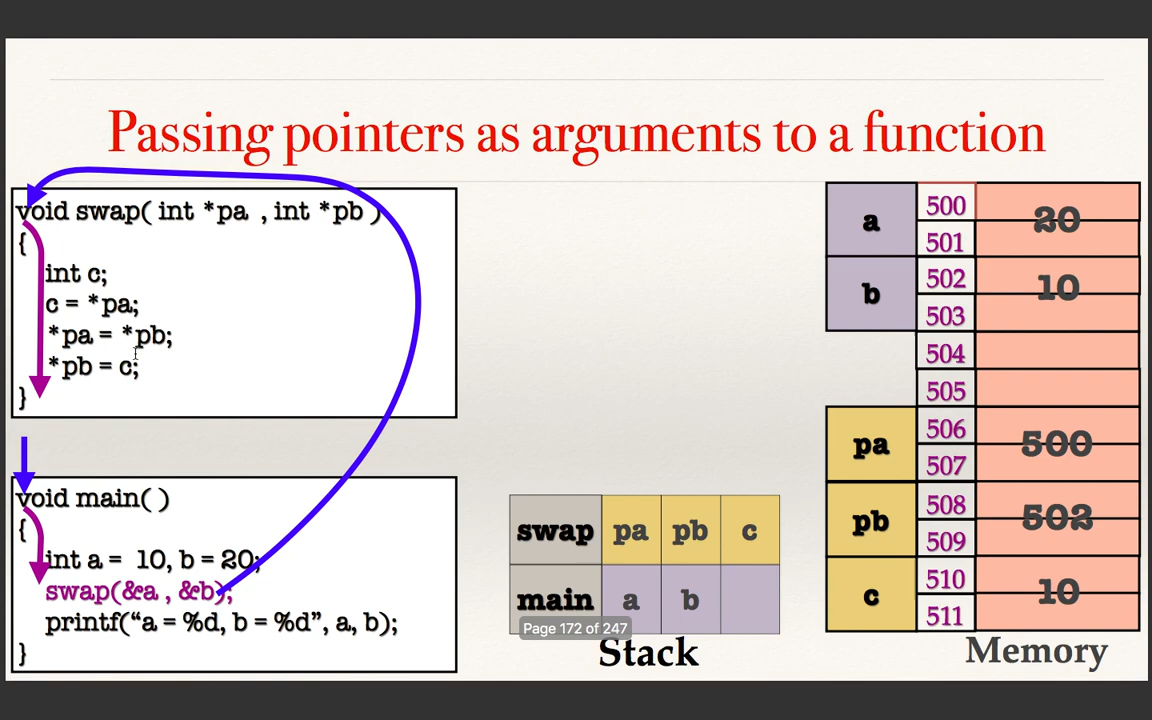 Passing pointers as arguments to a function
void swap( int *pa , int *pb )
{
int c;
c = *pa;
*pa = *pb;
*pb = c;
}
void main( )
{
int a = 10, b = 20;
swap(&a , &b);
printf(“a = %d, b = %d”, a, b);
}
swap pa pb c
main a b
Page 172 of 247
Stack
a 500 20
501
b 502 10
503
504
505
pa 506 500
507
pb 508 502
509
c 510 10
511
Memory